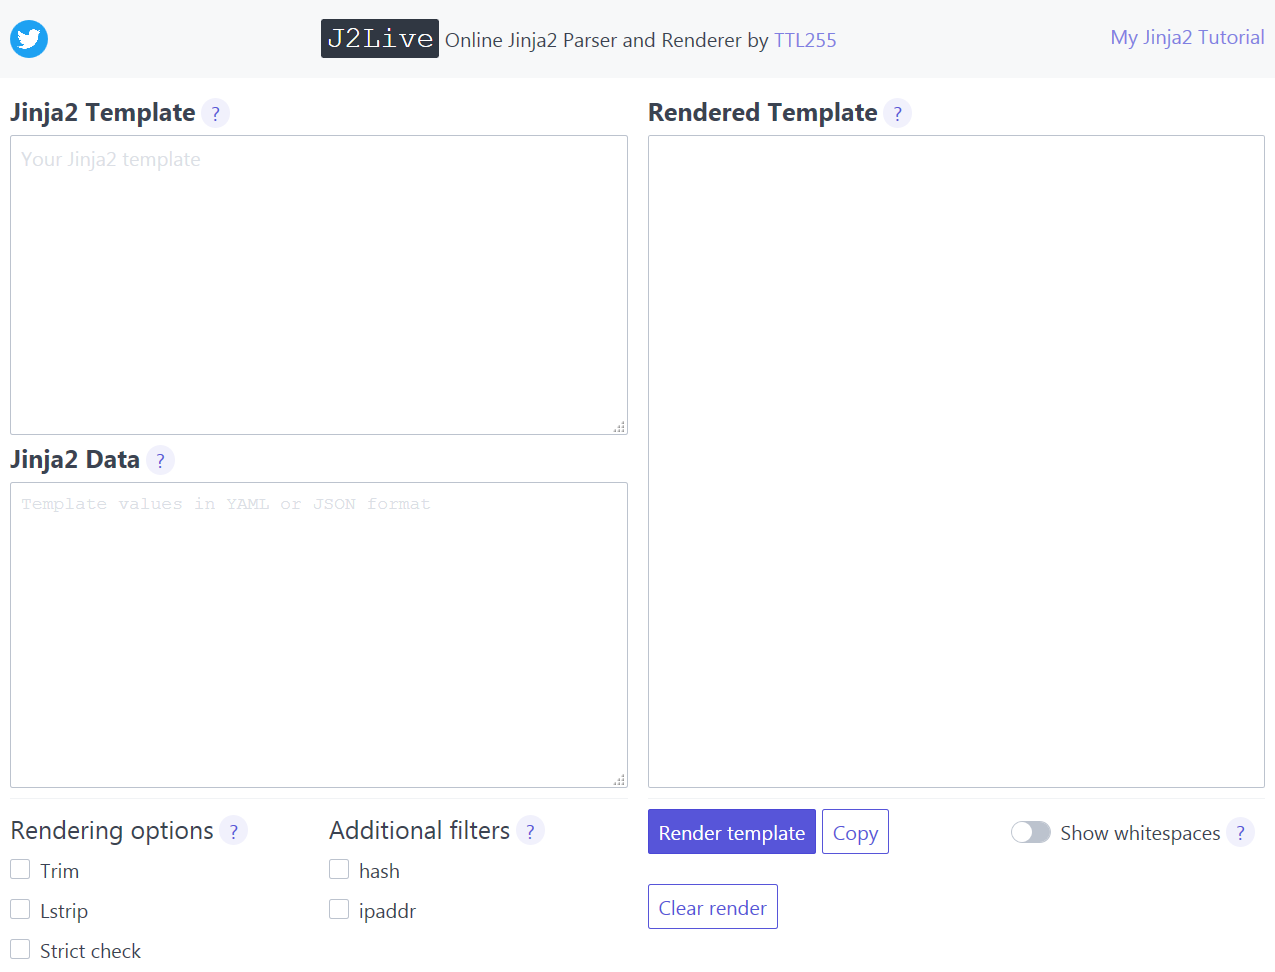 J2Live Online Jinja2 Parser and Renderer by TTL255
My Jinja2 Tutorial
Jinja2 Template ?
Your Jinja2 template
Jinja2 Data ?
Template values in YAML or JSON format
Rendered Template ?
Rendering options ?
Trim
Lstrip
Strict check
Additional filters ?
hash
ipaddr
Render template
Copy
Show whitespaces ?
Clear render